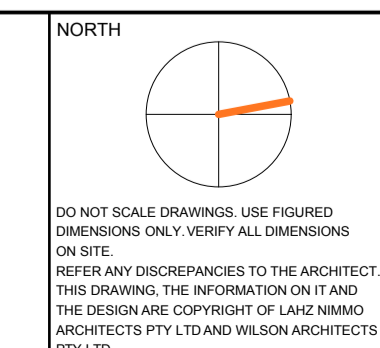 NORTH
DO NOT SCALE DRAWINGS. USE FIGURED
DIMENSIONS ONLY. VERIFY ALL DIMENSIONS
ON SITE.
REFER ANY DISCREPANCIES TO THE ARCHITECT.
THIS DRAWING, THE INFORMATION ON IT AND
THE DESIGN ARE COPYRIGHT OF LAHZ NIMMO
ARCHITECTS PTY LTD AND WILSON ARCHITECTS
PTY LTD